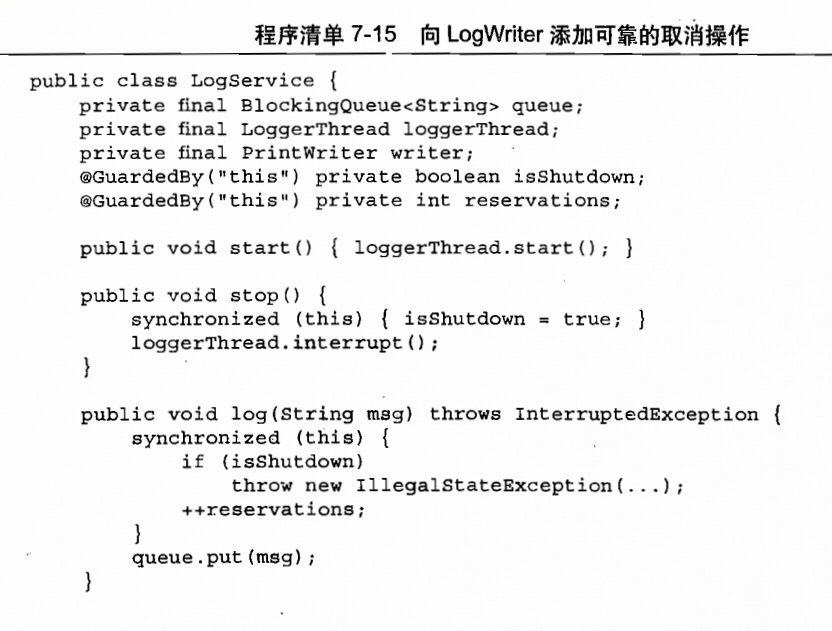 程序清单 7-15 向 LogWriter 添加可靠的取消操作
public class LogService {
    private final BlockingQueue<String> queue;
    private final LoggerThread loggerThread;
    private final PrintWriter writer;
    @GuardedBy("this") private boolean isShutdown;
    @GuardedBy("this") private int reservations;

    public void start() { loggerThread.start(); }

    public void stop() {
        synchronized (this) { isShutdown = true; }
        loggerThread.interrupt();
    }

    public void log(String msg) throws InterruptedException {
        synchronized (this) {
            if (isShutdown)
                throw new IllegalStateException(...);
            ++reservations;
        }
        queue.put(msg);
    }